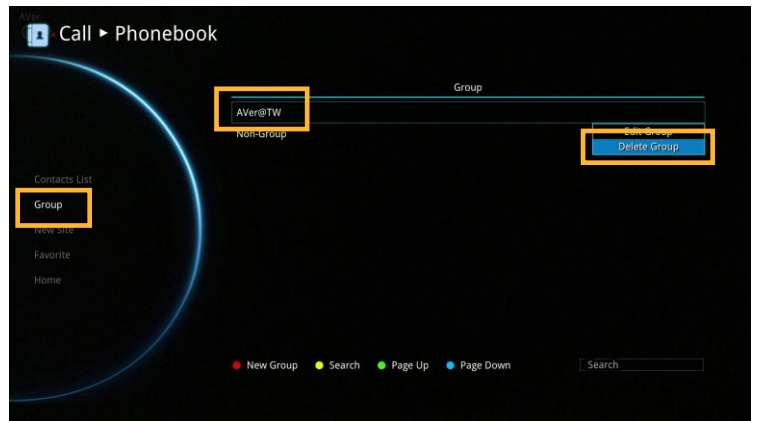 AVer
Call ► Phonebook
Group
AVer@TW
Non-Group
Edit Group
Delete Group
Contacts List
Group
New Site
Favorite
Home
New Group
Search
Page Up
Page Down
Search